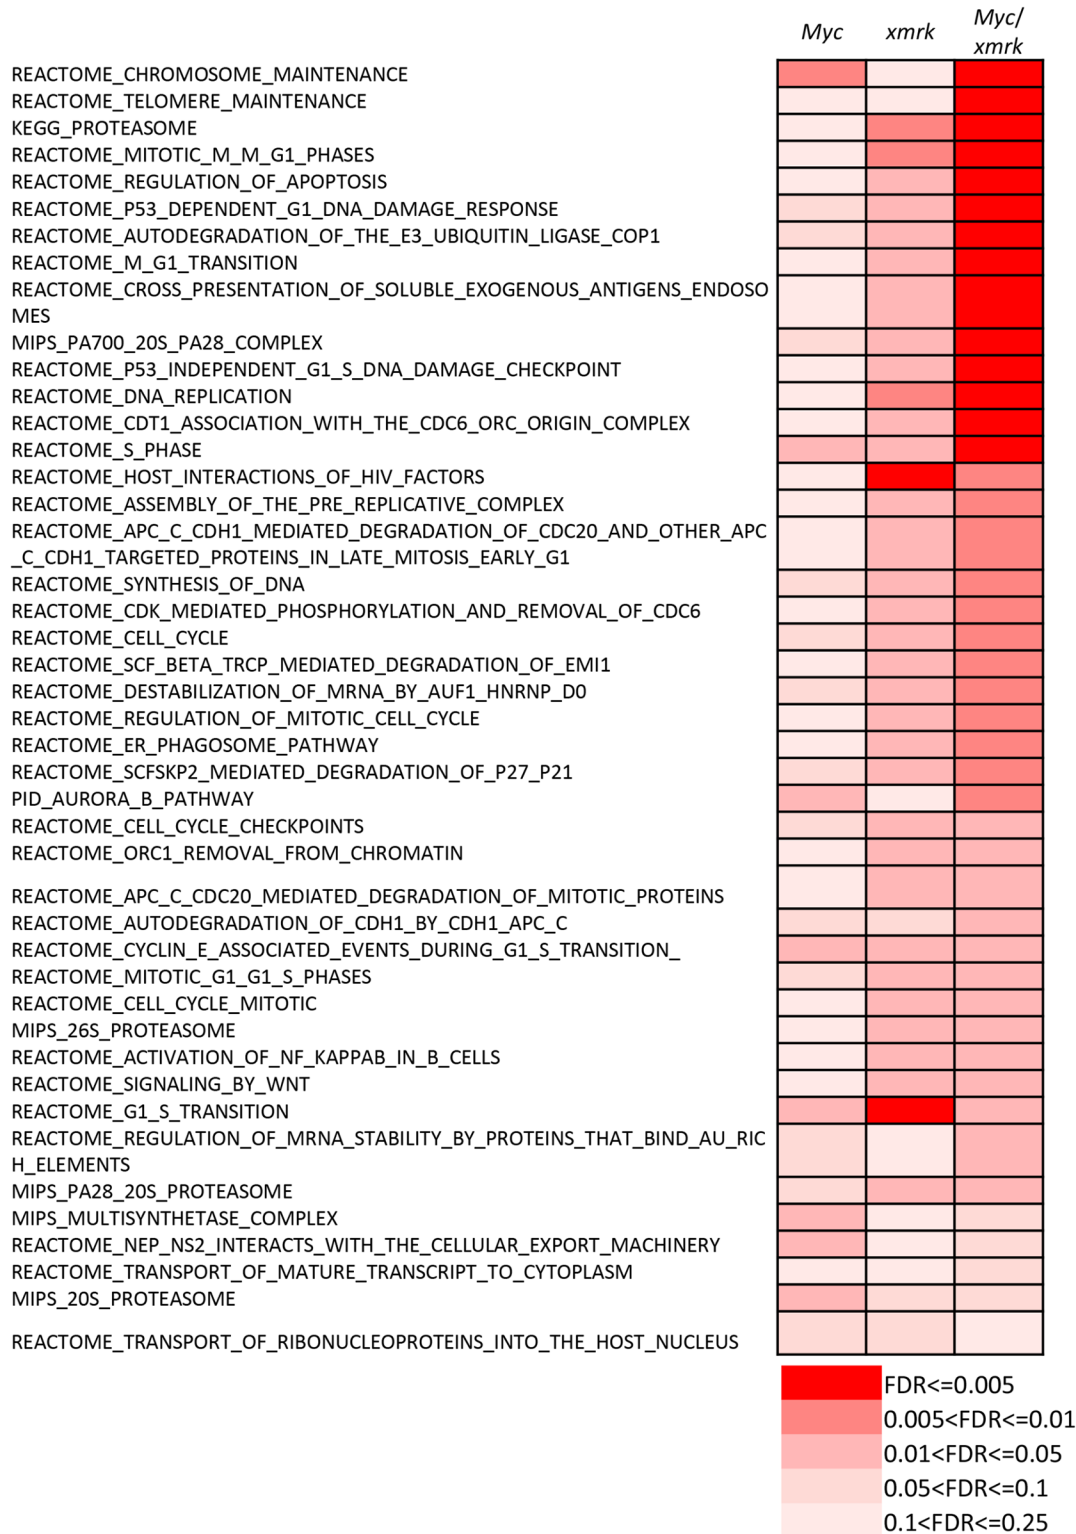 Myc xmrk Myc/
xmrk
REACTOME_CHROMOSOME_MAINTENANCE
REACTOME_TELOMERE_MAINTENANCE
KEGG_PROTEASOME
REACTOME_MITOTIC_M_M_G1_PHASES
REACTOME_REGULATION_OF_APOPTOSIS
REACTOME_P53_DEPENDENT_G1_DNA_DAMAGE_RESPONSE
REACTOME_AUTODEGRADATION_OF_THE_E3_UBIQUITIN_LIGASE_COP1
REACTOME_M_G1_TRANSITION
REACTOME_CROSS_PRESENTATION_OF_SOLUBLE_EXOGENOUS_ANTIGENS_ENDOSO
MES
MIPS_PA700_20S_PA28_COMPLEX
REACTOME_P53_INDEPENDENT_G1_S_DNA_DAMAGE_CHECKPOINT
REACTOME_DNA_REPLICATION
REACTOME_CDT1_ASSOCIATION_WITH_THE_CDC6_ORC_ORIGIN_COMPLEX
REACTOME_S_PHASE
REACTOME_HOST_INTERACTIONS_OF_HIV_FACTORS
REACTOME_ASSEMBLY_OF_THE_PRE_REPLICATIVE_COMPLEX
REACTOME_APC_C_CDH1_MEDIATED_DEGRADATION_OF_CDC20_AND_OTHER_APC
_C_CDH1_TARGETED_PROTEINS_IN_LATE_MITOSIS_EARLY_G1
REACTOME_SYNTHESIS_OF_DNA
REACTOME_CDK_MEDIATED_PHOSPHORYLATION_AND_REMOVAL_OF_CDC6
REACTOME_CELL_CYCLE
REACTOME_SCF_BETA_TRCP_MEDIATED_DEGRADATION_OF_EMI1
REACTOME_DESTABILIZATION_OF_MRNA_BY_AUF1_HNRNP_D0
REACTOME_REGULATION_OF_MITOTIC_CELL_CYCLE
REACTOME_ER_PHAGOSOME_PATHWAY
REACTOME_SCFSKP2_MEDIATED_DEGRADATION_OF_P27_P21
PID_AURORA_B_PATHWAY
REACTOME_CELL_CYCLE_CHECKPOINTS
REACTOME_ORC1_REMOVAL_FROM_CHROMATIN
REACTOME_APC_C_CDC20_MEDIATED_DEGRADATION_OF_MITOTIC_PROTEINS
REACTOME_AUTODEGRADATION_OF_CDH1_BY_CDH1_APC_C
REACTOME_CYCLIN_E_ASSOCIATED_EVENTS_DURING_G1_S_TRANSITION_
REACTOME_MITOTIC_G1_G1_S_PHASES
REACTOME_CELL_CYCLE_MITOTIC
MIPS_26S_PROTEASOME
REACTOME_ACTIVATION_OF_NF_KAPPAB_IN_B_CELLS
REACTOME_SIGNALING_BY_WNT
REACTOME_G1_S_TRANSITION
REACTOME_REGULATION_OF_MRNA_STABILITY_BY_PROTEINS_THAT_BIND_AU_RIC
H_ELEMENTS
MIPS_PA28_20S_PROTEASOME
MIPS_MULTISYNTHETASE_COMPLEX
REACTOME_NEP_NS2_INTERACTS_WITH_THE_CELLULAR_EXPORT_MACHINERY
REACTOME_TRANSPORT_OF_MATURE_TRANSCRIPT_TO_CYTOPLASM
MIPS_20S_PROTEASOME
REACTOME_TRANSPORT_OF_RIBONUCLEOPROTEINS_INTO_THE_HOST_NUCLEUS
FDR<=0.005
0.005<FDR<=0.01
0.01<FDR<=0.05
0.05<FDR<=0.1
0.1<FDR<=0.25